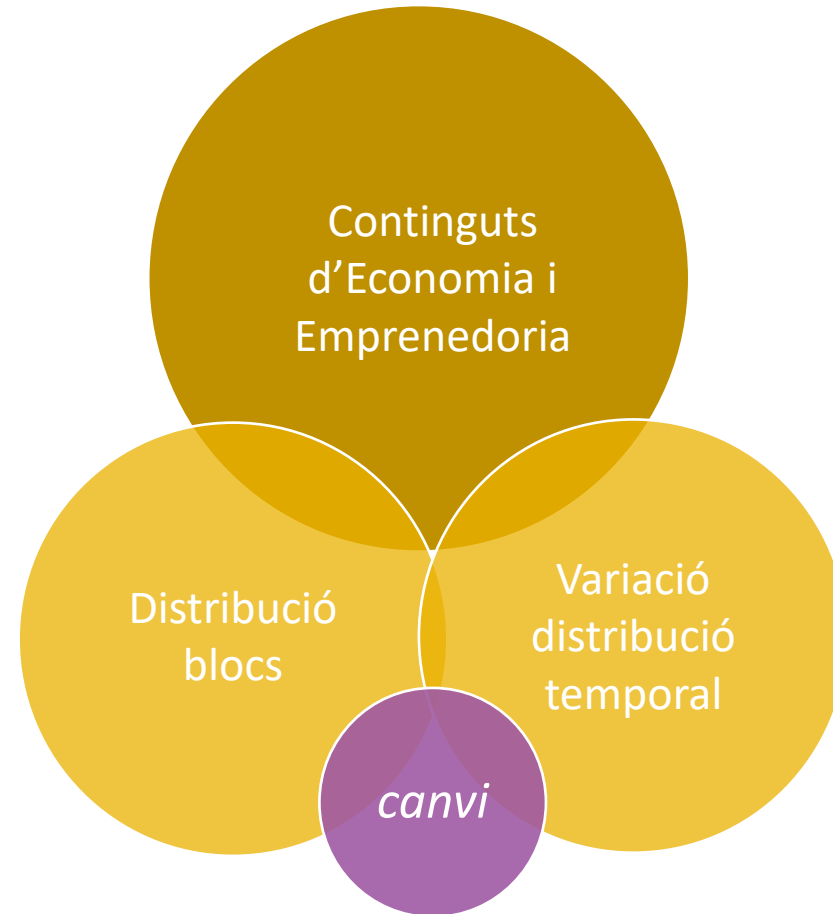 Continguts
d’Economia i
Emprenedoria
Distribució
blocs
Variació
distribució
temporal
canvi